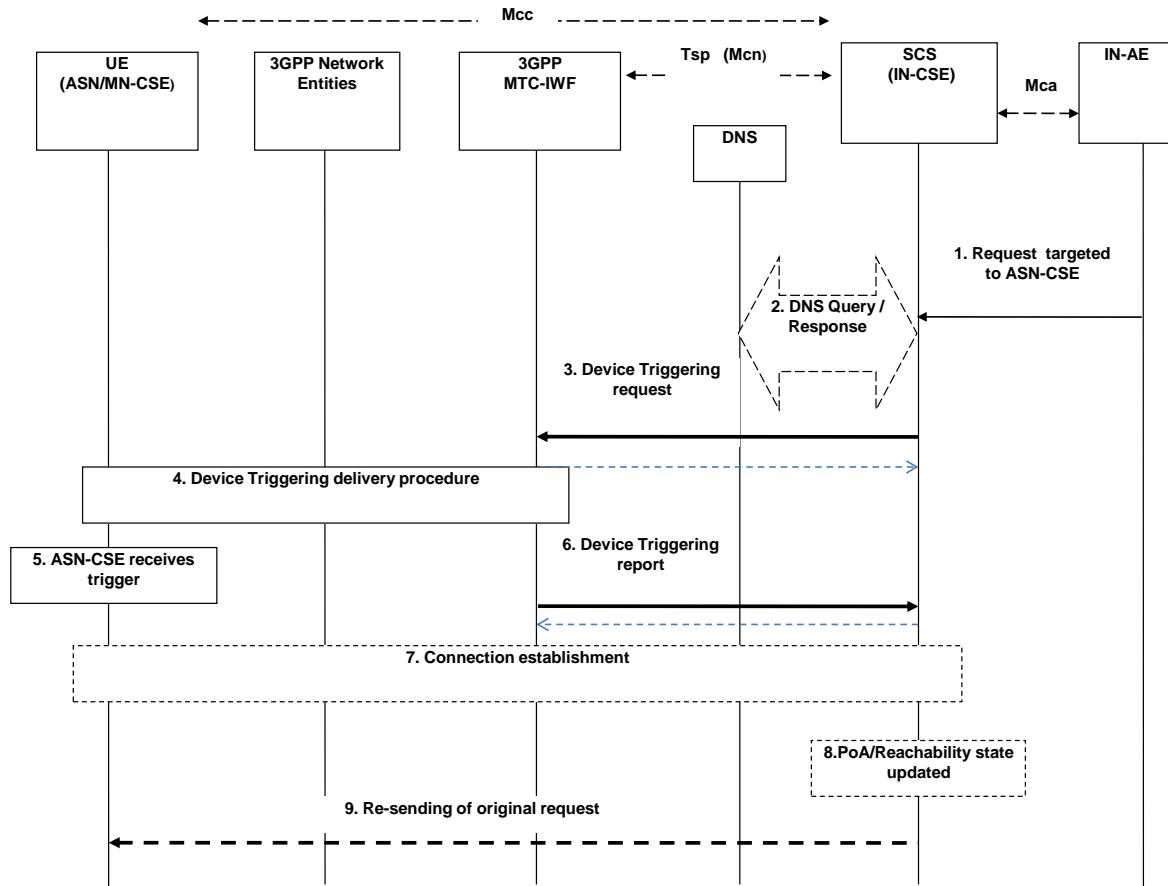 Mcc
UE
(ASN/MN-CSE)
3GPP Network
Entities
3GPP
MTC-IWF
Tsp (Mcn)
SCS
(IN-CSE)
IN-AE
Mca
DNS
1. Request targeted
to ASN-CSE
2. DNS Query /
Response
3. Device Triggering
request
4. Device Triggering delivery procedure
5. ASN-CSE receives
trigger
6. Device Triggering
report
7. Connection establishment
8.PoA/Reachability state
updated
9. Re-sending of original request